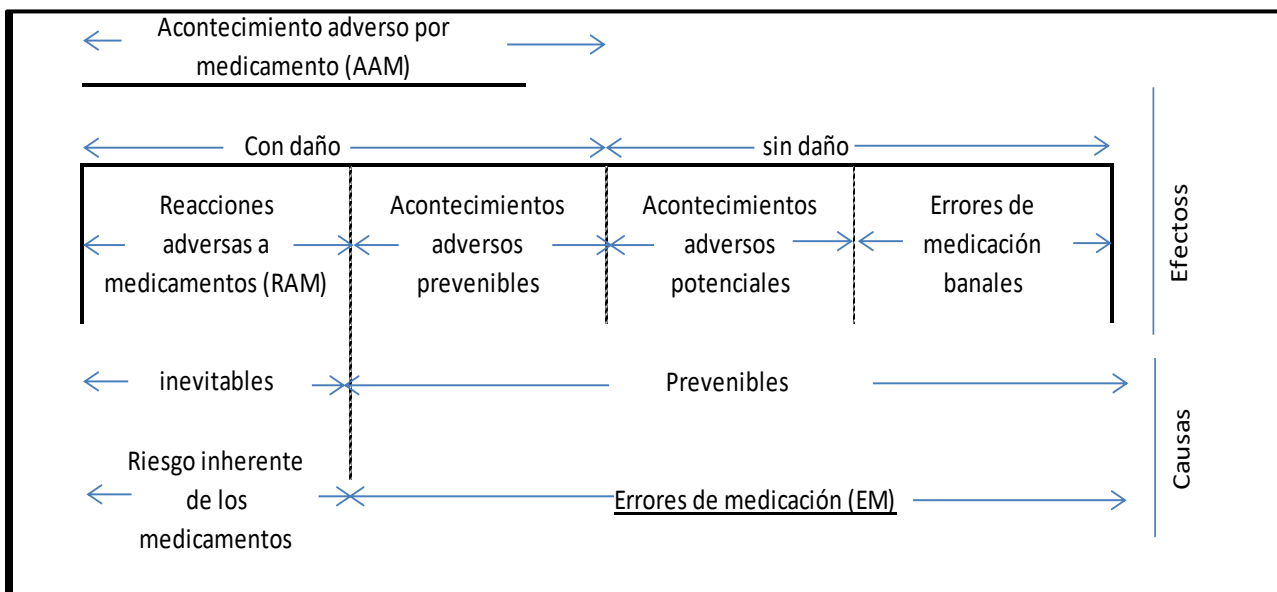 Acontecimiento adverso por
medicamento (AAM)
Con daño
sin daño
Reacciones
adversas a
medicamentos (RAM)
Acontecimientos
adversos
prevenibles
Acontecimientos
adversos
potenciales
Errores de
medicación
banales
Efectoss
inevitables
Prevenibles
Riesgo inherente
de los
medicamentos
Errores de medicación (EM)
Causas